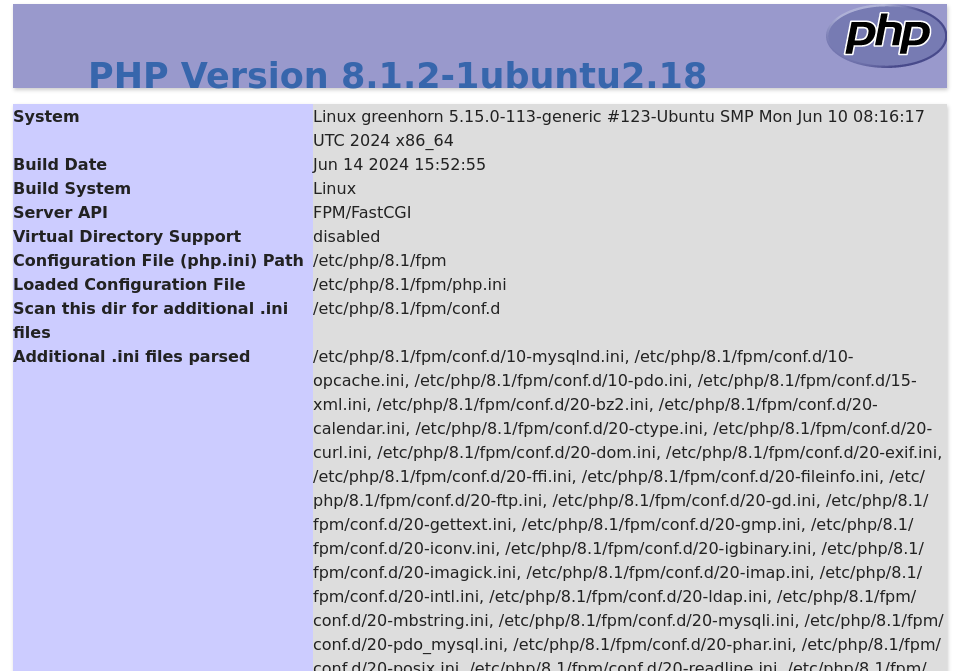 php
PHP Version 8.1.2-1ubuntu2.18
System Linux greenhorn 5.15.0-113-generic #123-Ubuntu SMP Mon Jun 10 08:16:17
UTC 2024 x86_64
Build Date Jun 14 2024 15:52:55
Build System Linux
Server API FPM/FastCGI
Virtual Directory Support disabled
Configuration File (php.ini) Path /etc/php/8.1/fpm
Loaded Configuration File /etc/php/8.1/fpm/php.ini
Scan this dir for additional .ini /etc/php/8.1/fpm/conf.d
files
Additional .ini files parsed /etc/php/8.1/fpm/conf.d/10-mysqlnd.ini, /etc/php/8.1/fpm/conf.d/10-
opcache.ini, /etc/php/8.1/fpm/conf.d/10-pdo.ini, /etc/php/8.1/fpm/conf.d/15-
xml.ini, /etc/php/8.1/fpm/conf.d/20-bz2.ini, /etc/php/8.1/fpm/conf.d/20-
calendar.ini, /etc/php/8.1/fpm/conf.d/20-ctype.ini, /etc/php/8.1/fpm/conf.d/20-
curl.ini, /etc/php/8.1/fpm/conf.d/20-dom.ini, /etc/php/8.1/fpm/conf.d/20-exif.ini,
/etc/php/8.1/fpm/conf.d/20-ffi.ini, /etc/php/8.1/fpm/conf.d/20-fileinfo.ini, /etc/
php/8.1/fpm/conf.d/20-ftp.ini, /etc/php/8.1/fpm/conf.d/20-gd.ini, /etc/php/8.1/
fpm/conf.d/20-gettext.ini, /etc/php/8.1/fpm/conf.d/20-gmp.ini, /etc/php/8.1/
fpm/conf.d/20-iconv.ini, /etc/php/8.1/fpm/conf.d/20-igbinary.ini, /etc/php/8.1/
fpm/conf.d/20-imagick.ini, /etc/php/8.1/fpm/conf.d/20-imap.ini, /etc/php/8.1/
fpm/conf.d/20-intl.ini, /etc/php/8.1/fpm/conf.d/20-ldap.ini, /etc/php/8.1/fpm/
conf.d/20-mbstring.ini, /etc/php/8.1/fpm/conf.d/20-mysqli.ini, /etc/php/8.1/fpm/
conf.d/20-pdo_mysql.ini, /etc/php/8.1/fpm/conf.d/20-phar.ini, /etc/php/8.1/fpm/
conf.d/20-posix.ini, /etc/php/8.1/fpm/conf.d/20-readline.ini, /etc/php/8.1/fpm/